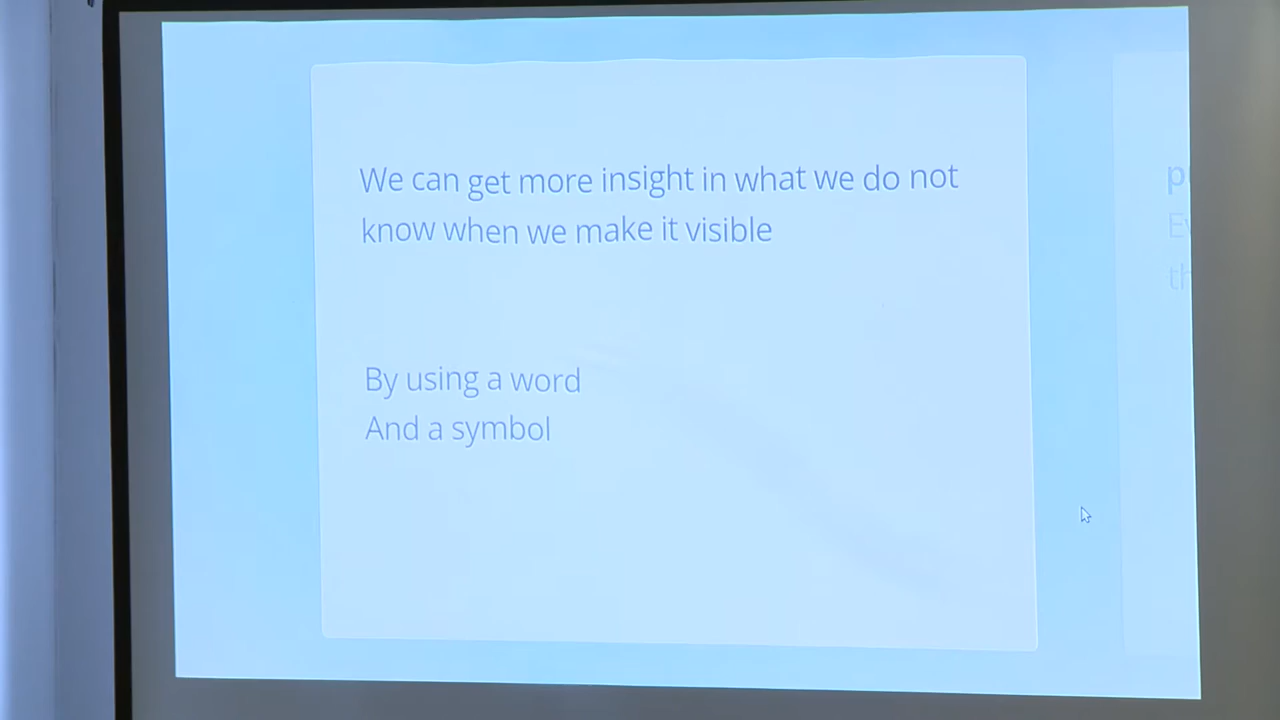 We can get more insight in what we do not
know when we make it visible
By using a word
And a symbol